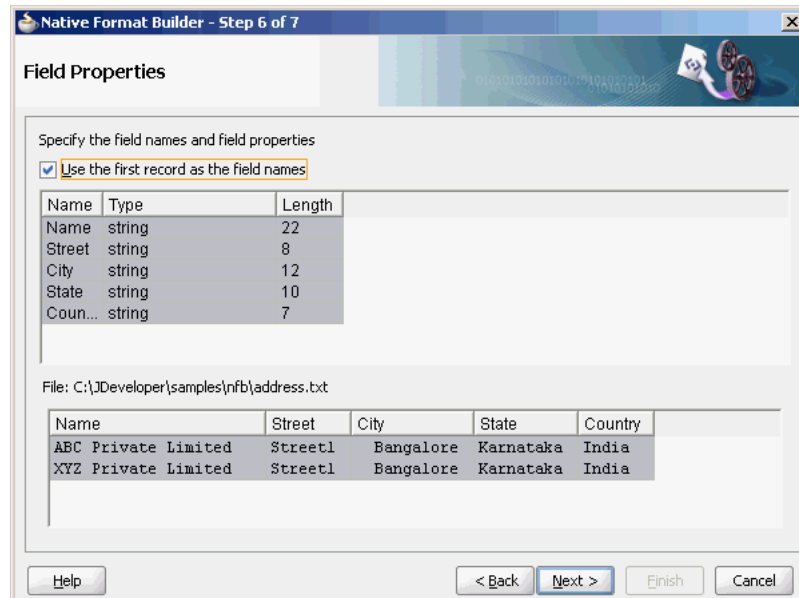 Native Format Builder - Step 6 of 7
Field Properties
Specify the field names and field properties
Use the first record as the field names
Name Type Length
Name string 22
Street string 8
City string 12
State string 10
Coun... string 7
File: C:\JDeveloper\samples\nfb\address.txt
Name Street City State Country
ABC Private Limited Street1 Bangalore Karnataka India
XYZ Private Limited Street1 Bangalore Karnataka India
Help < Back Next > Finish Cancel